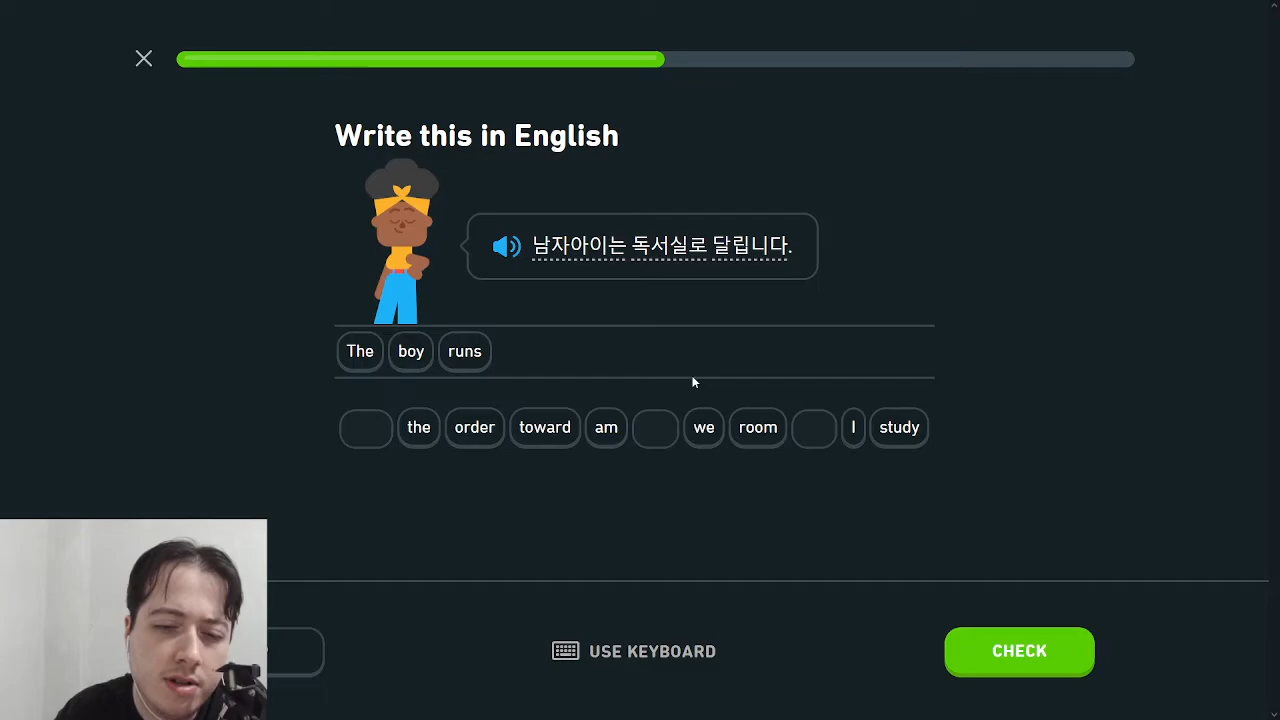 Write this in English
남자아이는 독서실로 달립니다.
The boy runs
the order toward am we room I study
USE KEYBOARD
CHECK